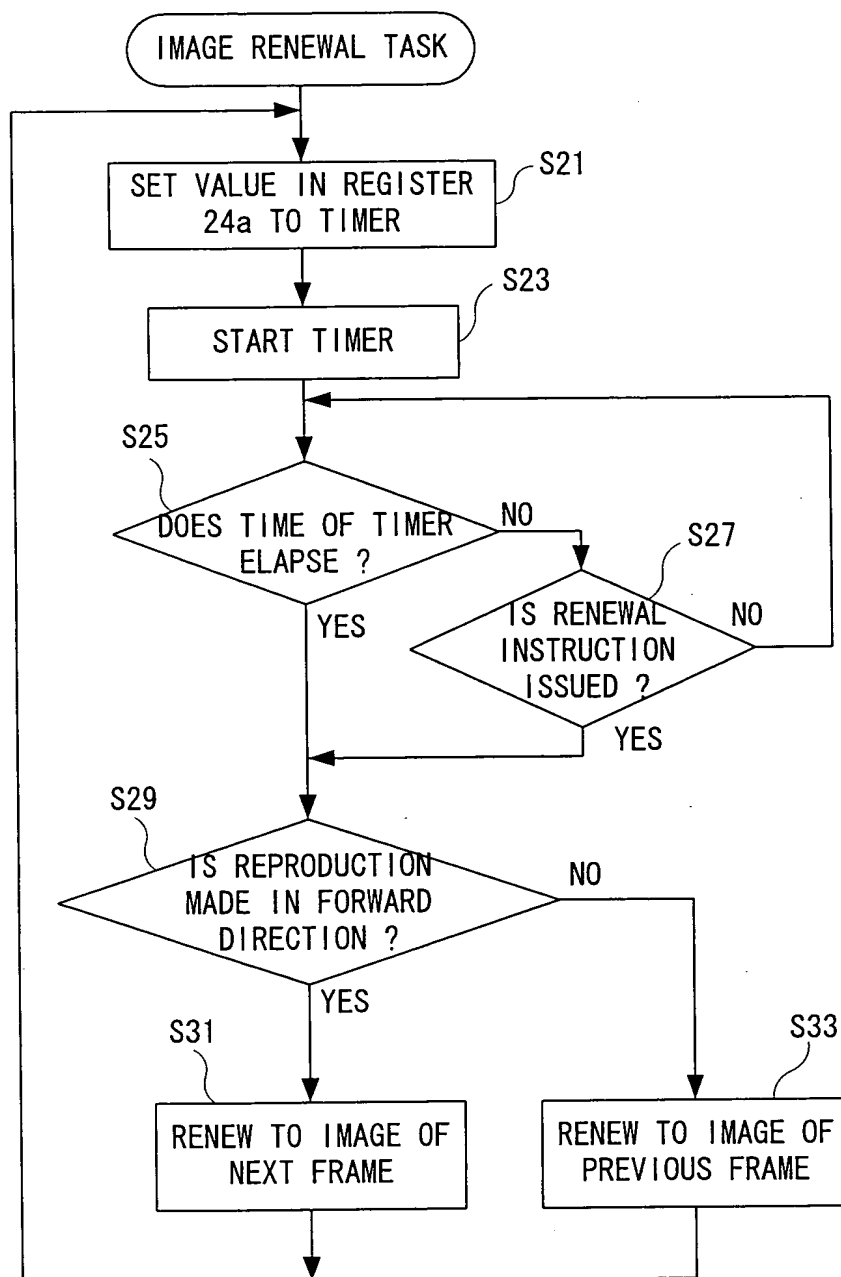 IMAGE RENEWAL TASK
S21
SET VALUE IN REGISTER
24a TO TIMER
S23
START TIMER
S25
DOES TIME OF TIMER
ELAPSE ?
NO
S27
YES
IS RENEWAL
INSTRUCTION
ISSUED ?
NO
YES
S29
IS REPRODUCTION
MADE IN FORWARD
DIRECTION ?
NO
YES
S31
S33
RENEW TO IMAGE OF
NEXT FRAME
RENEW TO IMAGE OF
PREVIOUS FRAME